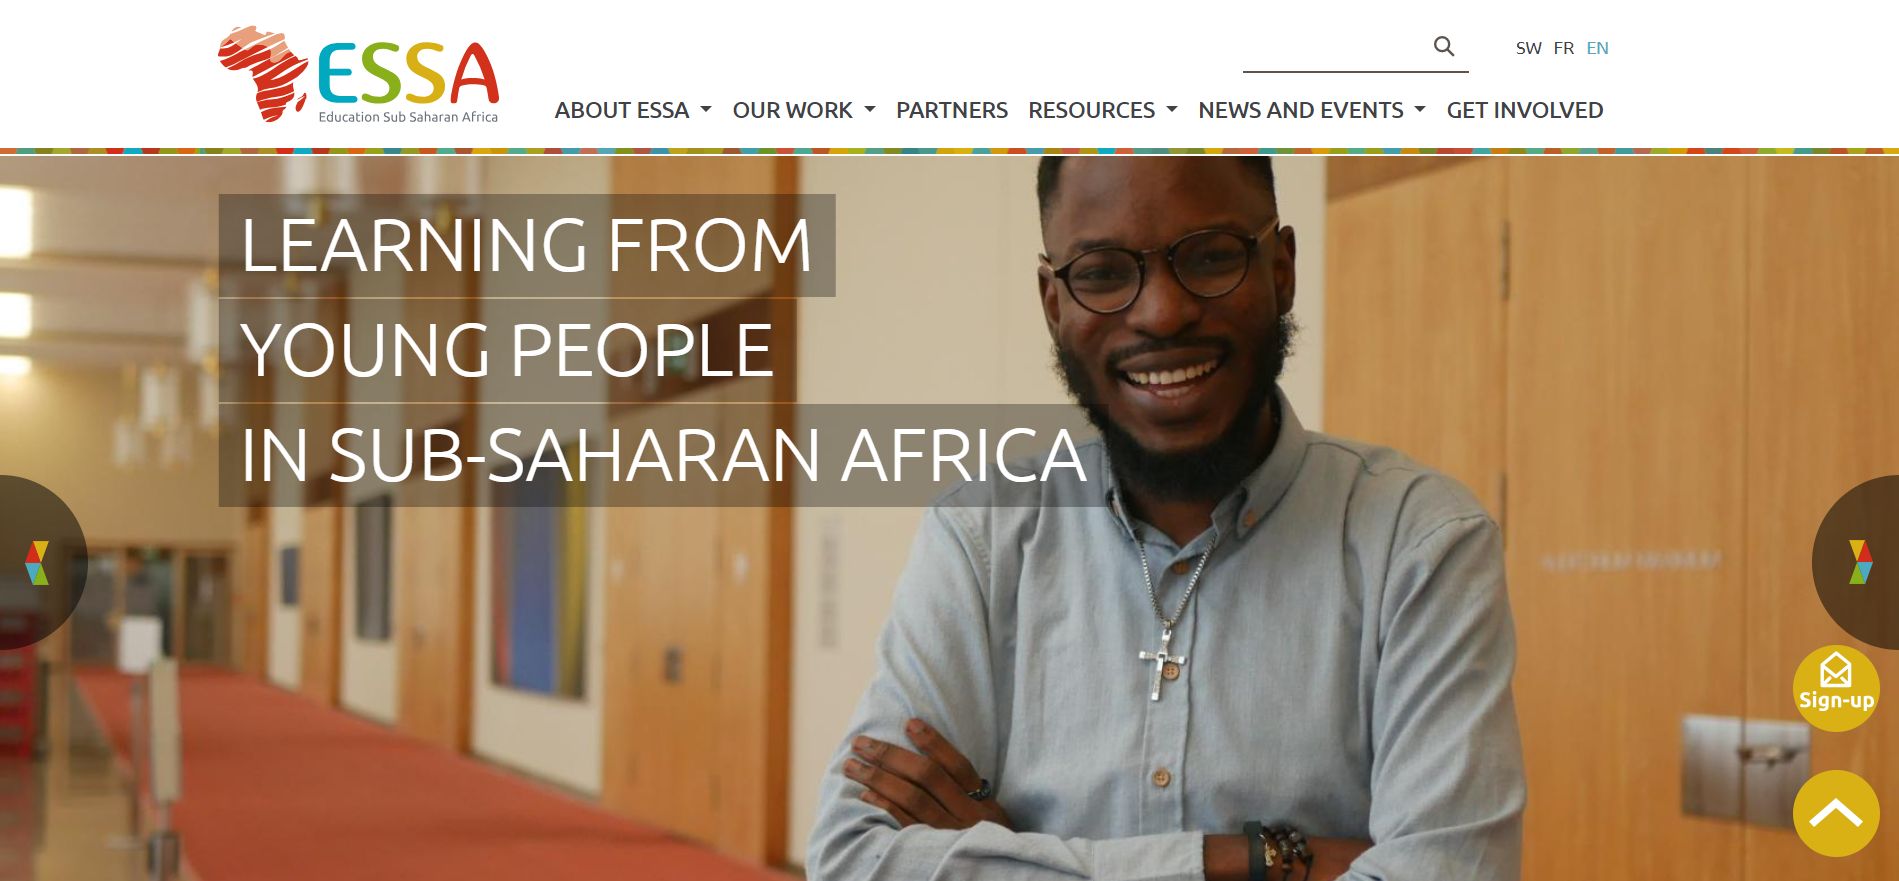 ESSA
Education Sub Saharan Africa
SW FR EN
ABOUT ESSA OUR WORK PARTNERS RESOURCES NEWS AND EVENTS GET INVOLVED
LEARNING FROM
YOUNG PEOPLE
IN SUB-SAHARAN AFRICA
Sign-up